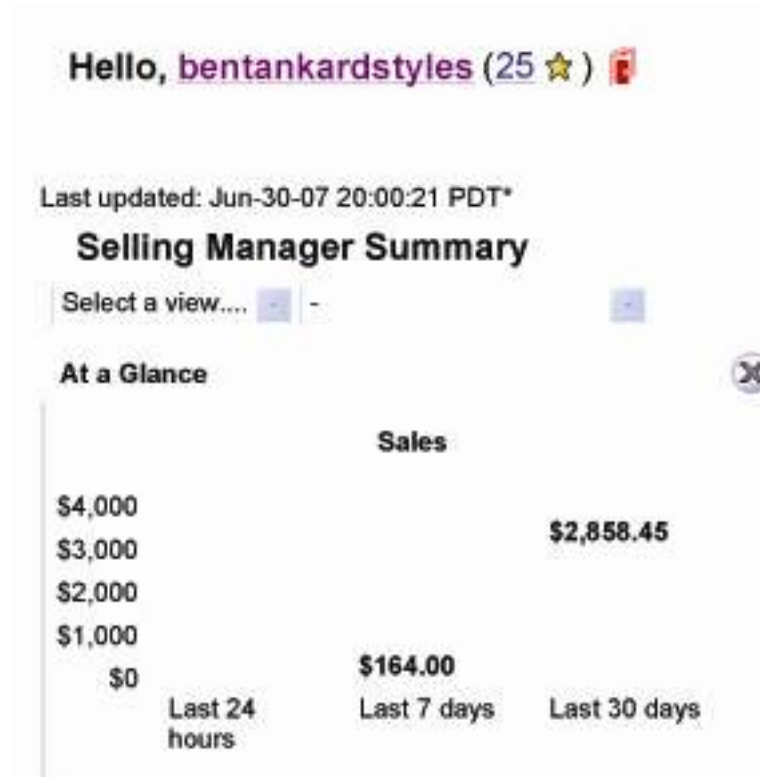 Hello, bentankardstyles (25 )
Last updated: Jun-30-07 20:00:21 PDT*
Selling Manager Summary
Select a view.... - - -
At a Glance
Sales
$4,000
$2,858.45
$3,000
$2,000
$1,000
$164.00
$0
Last 24 Last 7 days Last 30 days
hours